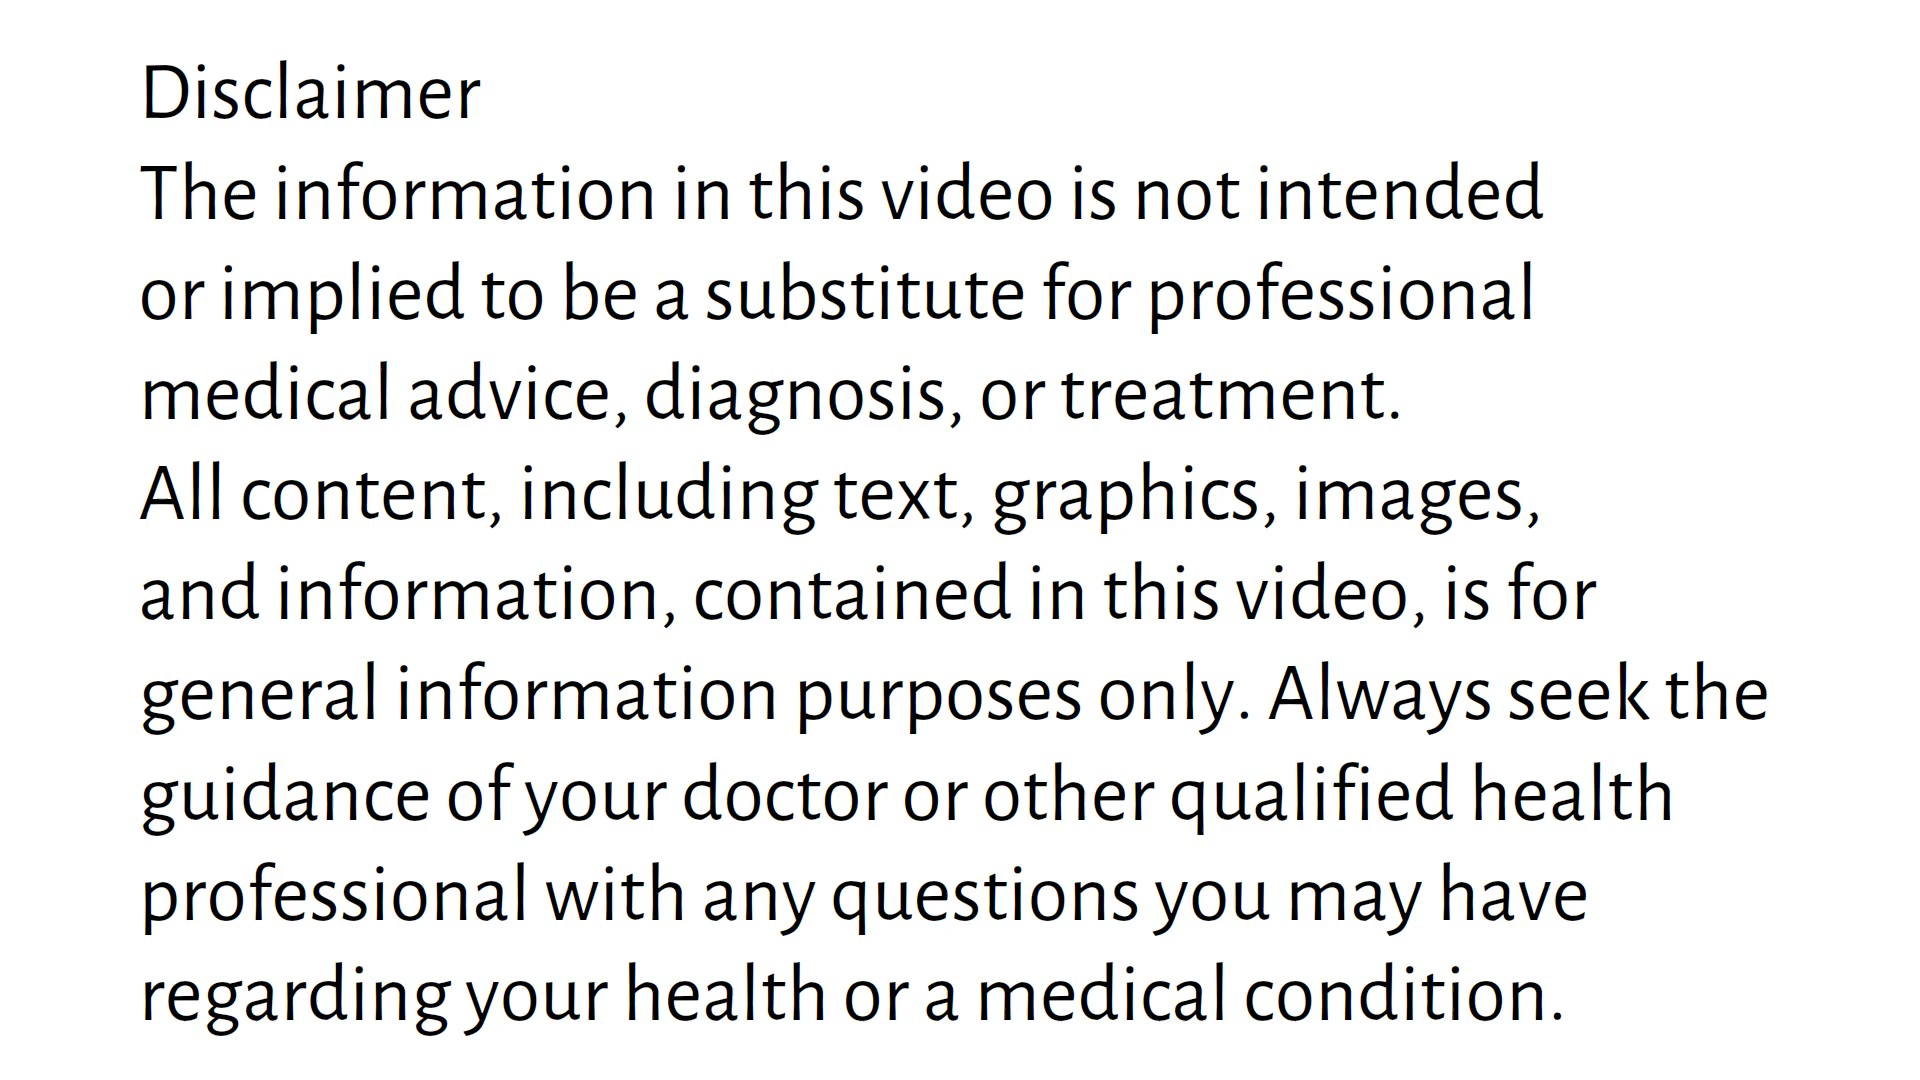 Disclaimer
The information in this video is not intended
or implied to be a substitute for professional
medical advice, diagnosis, or treatment.
All content, including text, graphics, images,
and information, contained in this video, is for
general information purposes only. Always seek the
guidance of your doctor or other qualified health
professional with any questions you may have
regarding your health or a medical condition.